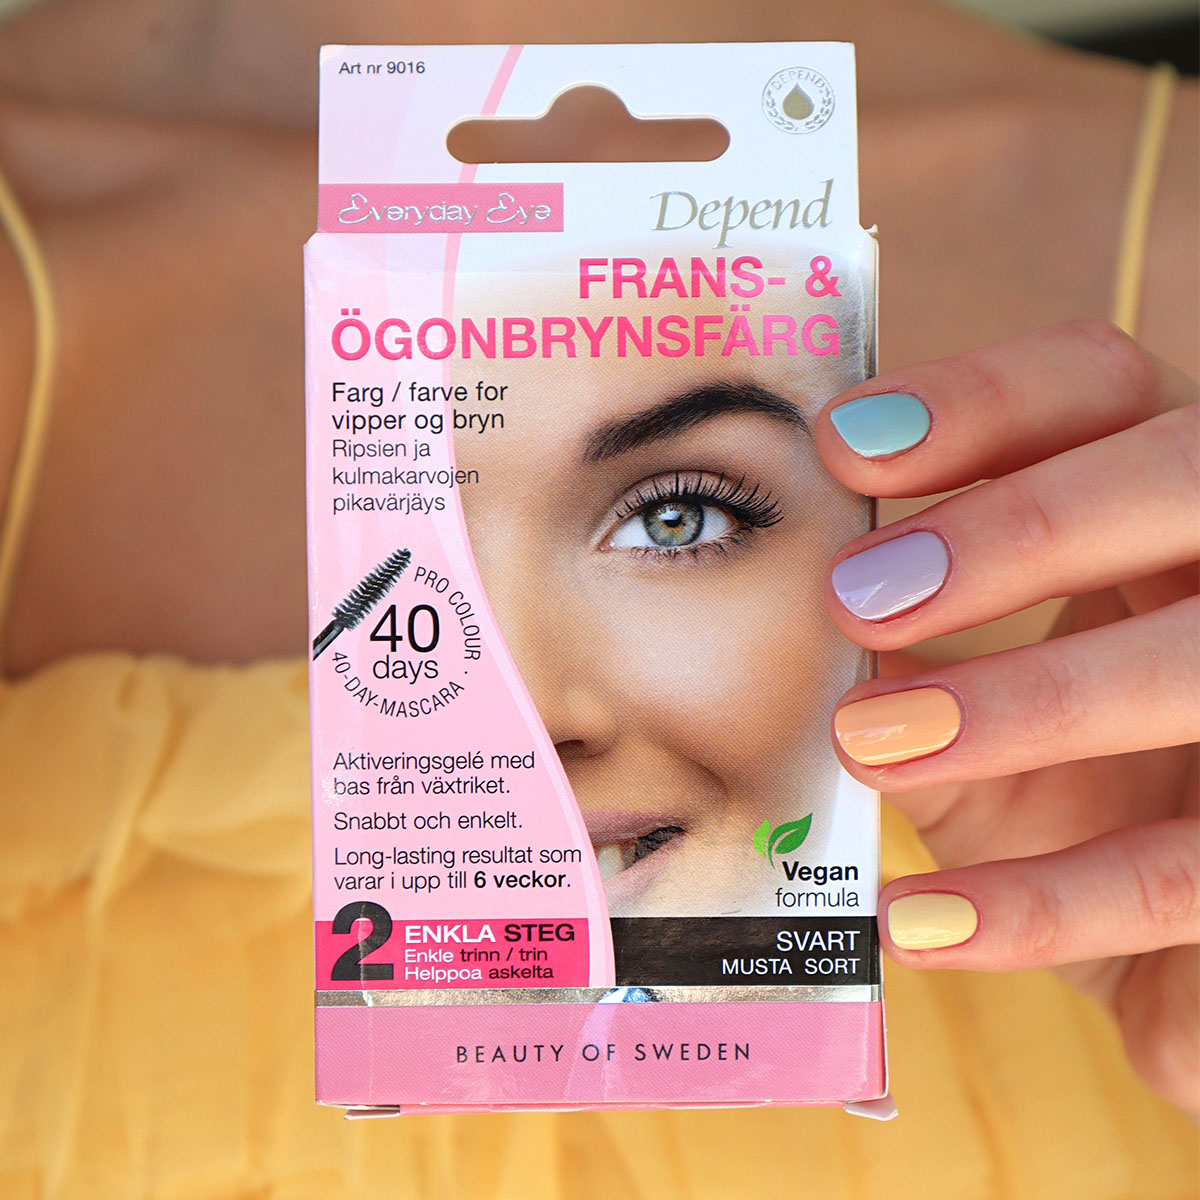 Art nr 9016
DEPEND
Everyday Eye
Depend
FRANS- &
ÖGONBRYNSFÄRG
Farg / farve for
vipper og bryn
Ripsien ja
kulmakarvojen
pikavärjäys
PRO COLOUR
40
days
40-DAY-MASCARA .
Aktiveringsgelé med
bas från växtriket.
Snabbt och enkelt.
Long-lasting resultat som
varar i upp till 6 veckor.
Vegan
formula
2 ENKLA STEG
Enkle trinn / trin
Helppoa askelta
SVART
MUSTA SORT
BEAUTY OF SWEDEN